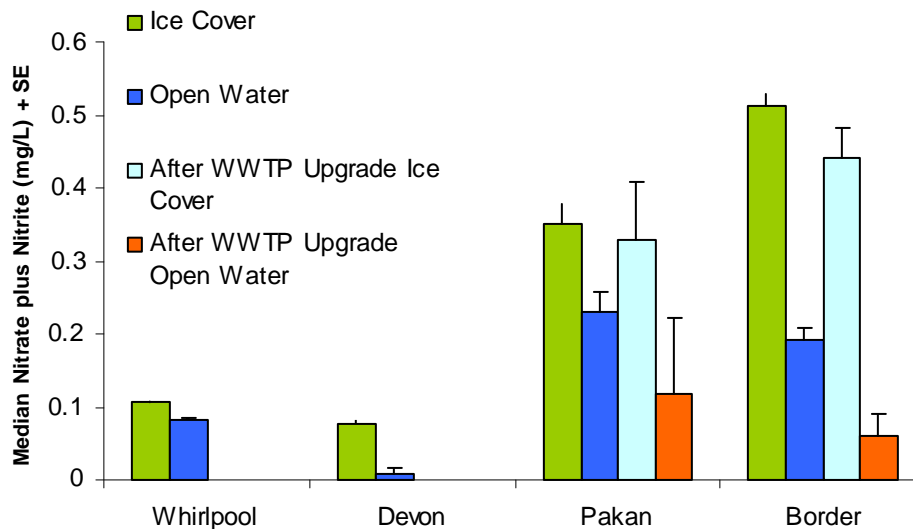 Ice Cover
Open Water
After WWTP Upgrade Ice
Cover
After WWTP Upgrade
Open Water
Median Nitrate plus Nitrite (mg/L) + SE
0.6
0.5
0.4
0.3
0.2
0.1
0
Whirlpool Devon Pakan Border